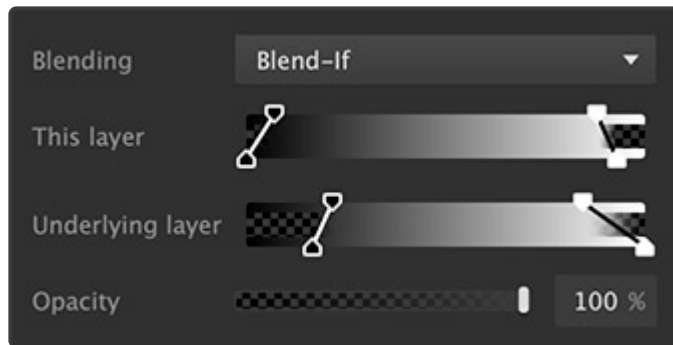 Blending Blend-If
This layer
Underlying layer
Opacity 100 %